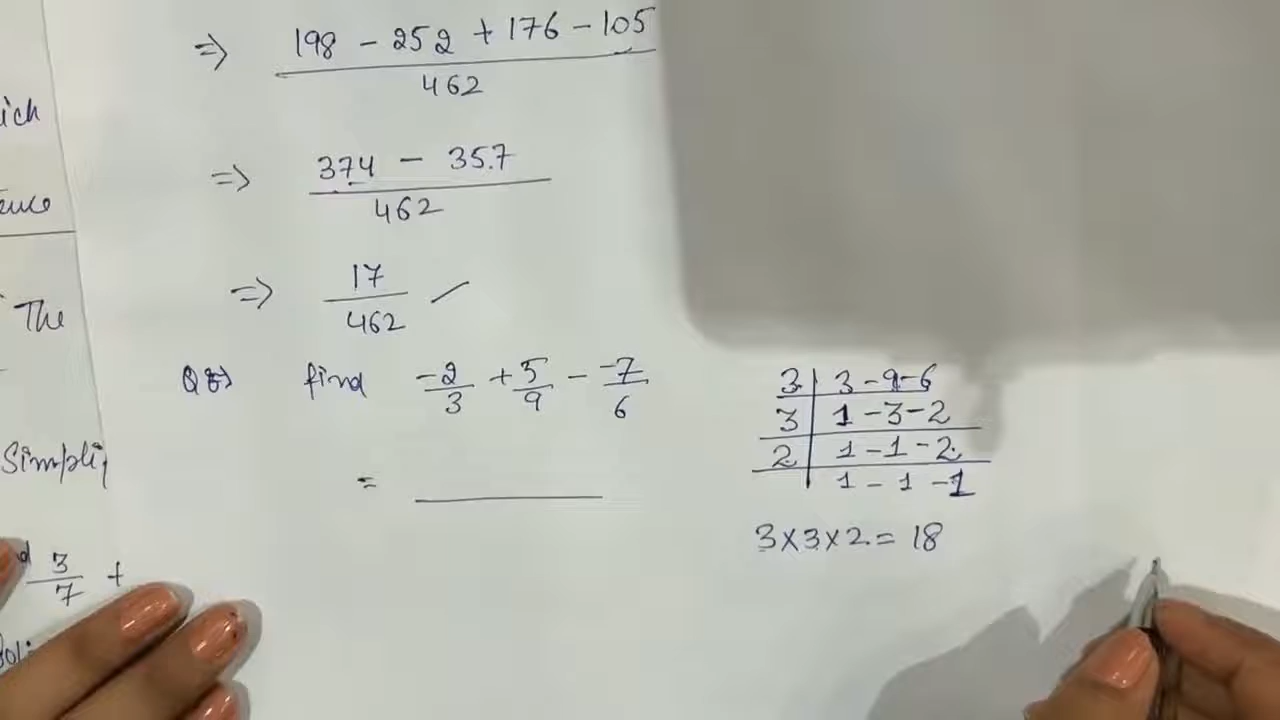 ich
The
Simpli
3/7 +
=> (198 - 252 + 176 - 105)/462
=> (374 - 357)/462
=> 17/462
find -2/3 + 5/9 - -7/6
=
3 | 3 - 9 - 6
3 | 1 - 3 - 2
2 | 1 - 1 - 2
1 - 1 - 1
3 x 3 x 2 = 18